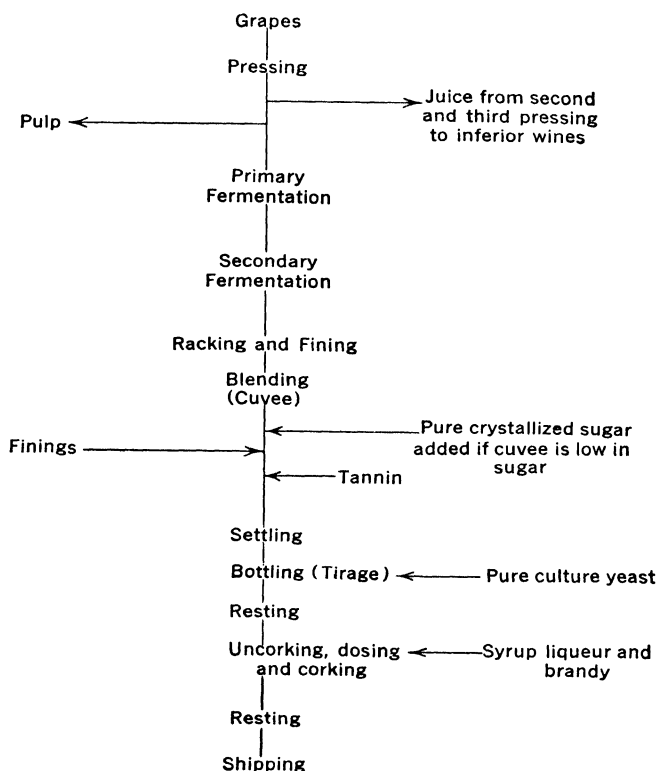 Grapes
Pressing
Juice from second
and third pressing
to inferior wines
Pulp
Primary
Fermentation
Secondary
Fermentation
Racking and Fining
Blending
(Cuvee)
Pure crystallized sugar
added if cuvee is low in
sugar
Finings
Tannin
Settling
Bottling (Tirage)
Pure culture yeast
Resting
Uncorking, dosing
and corking
Syrup liqueur and
brandy
Resting
Shipping